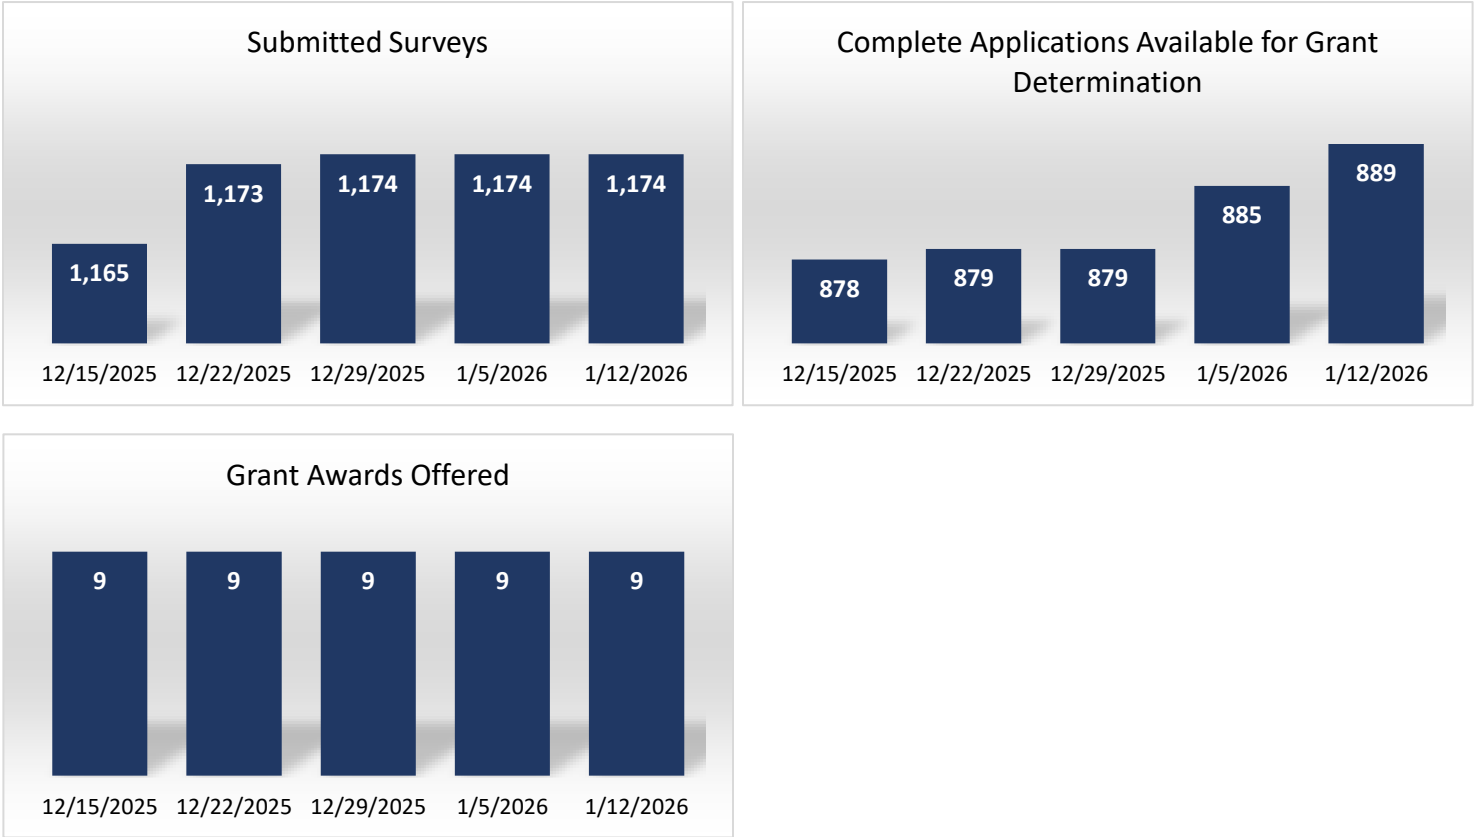 Submitted Surveys
1,165
1,173
1,174
1,174
1,174
12/15/2025 12/22/2025 12/29/2025 1/5/2026 1/12/2026
Complete Applications Available for Grant
Determination
878
879
879
885
889
12/15/2025 12/22/2025 12/29/2025 1/5/2026 1/12/2026
Grant Awards Offered
9 9 9 9 9
12/15/2025 12/22/2025 12/29/2025 1/5/2026 1/12/2026